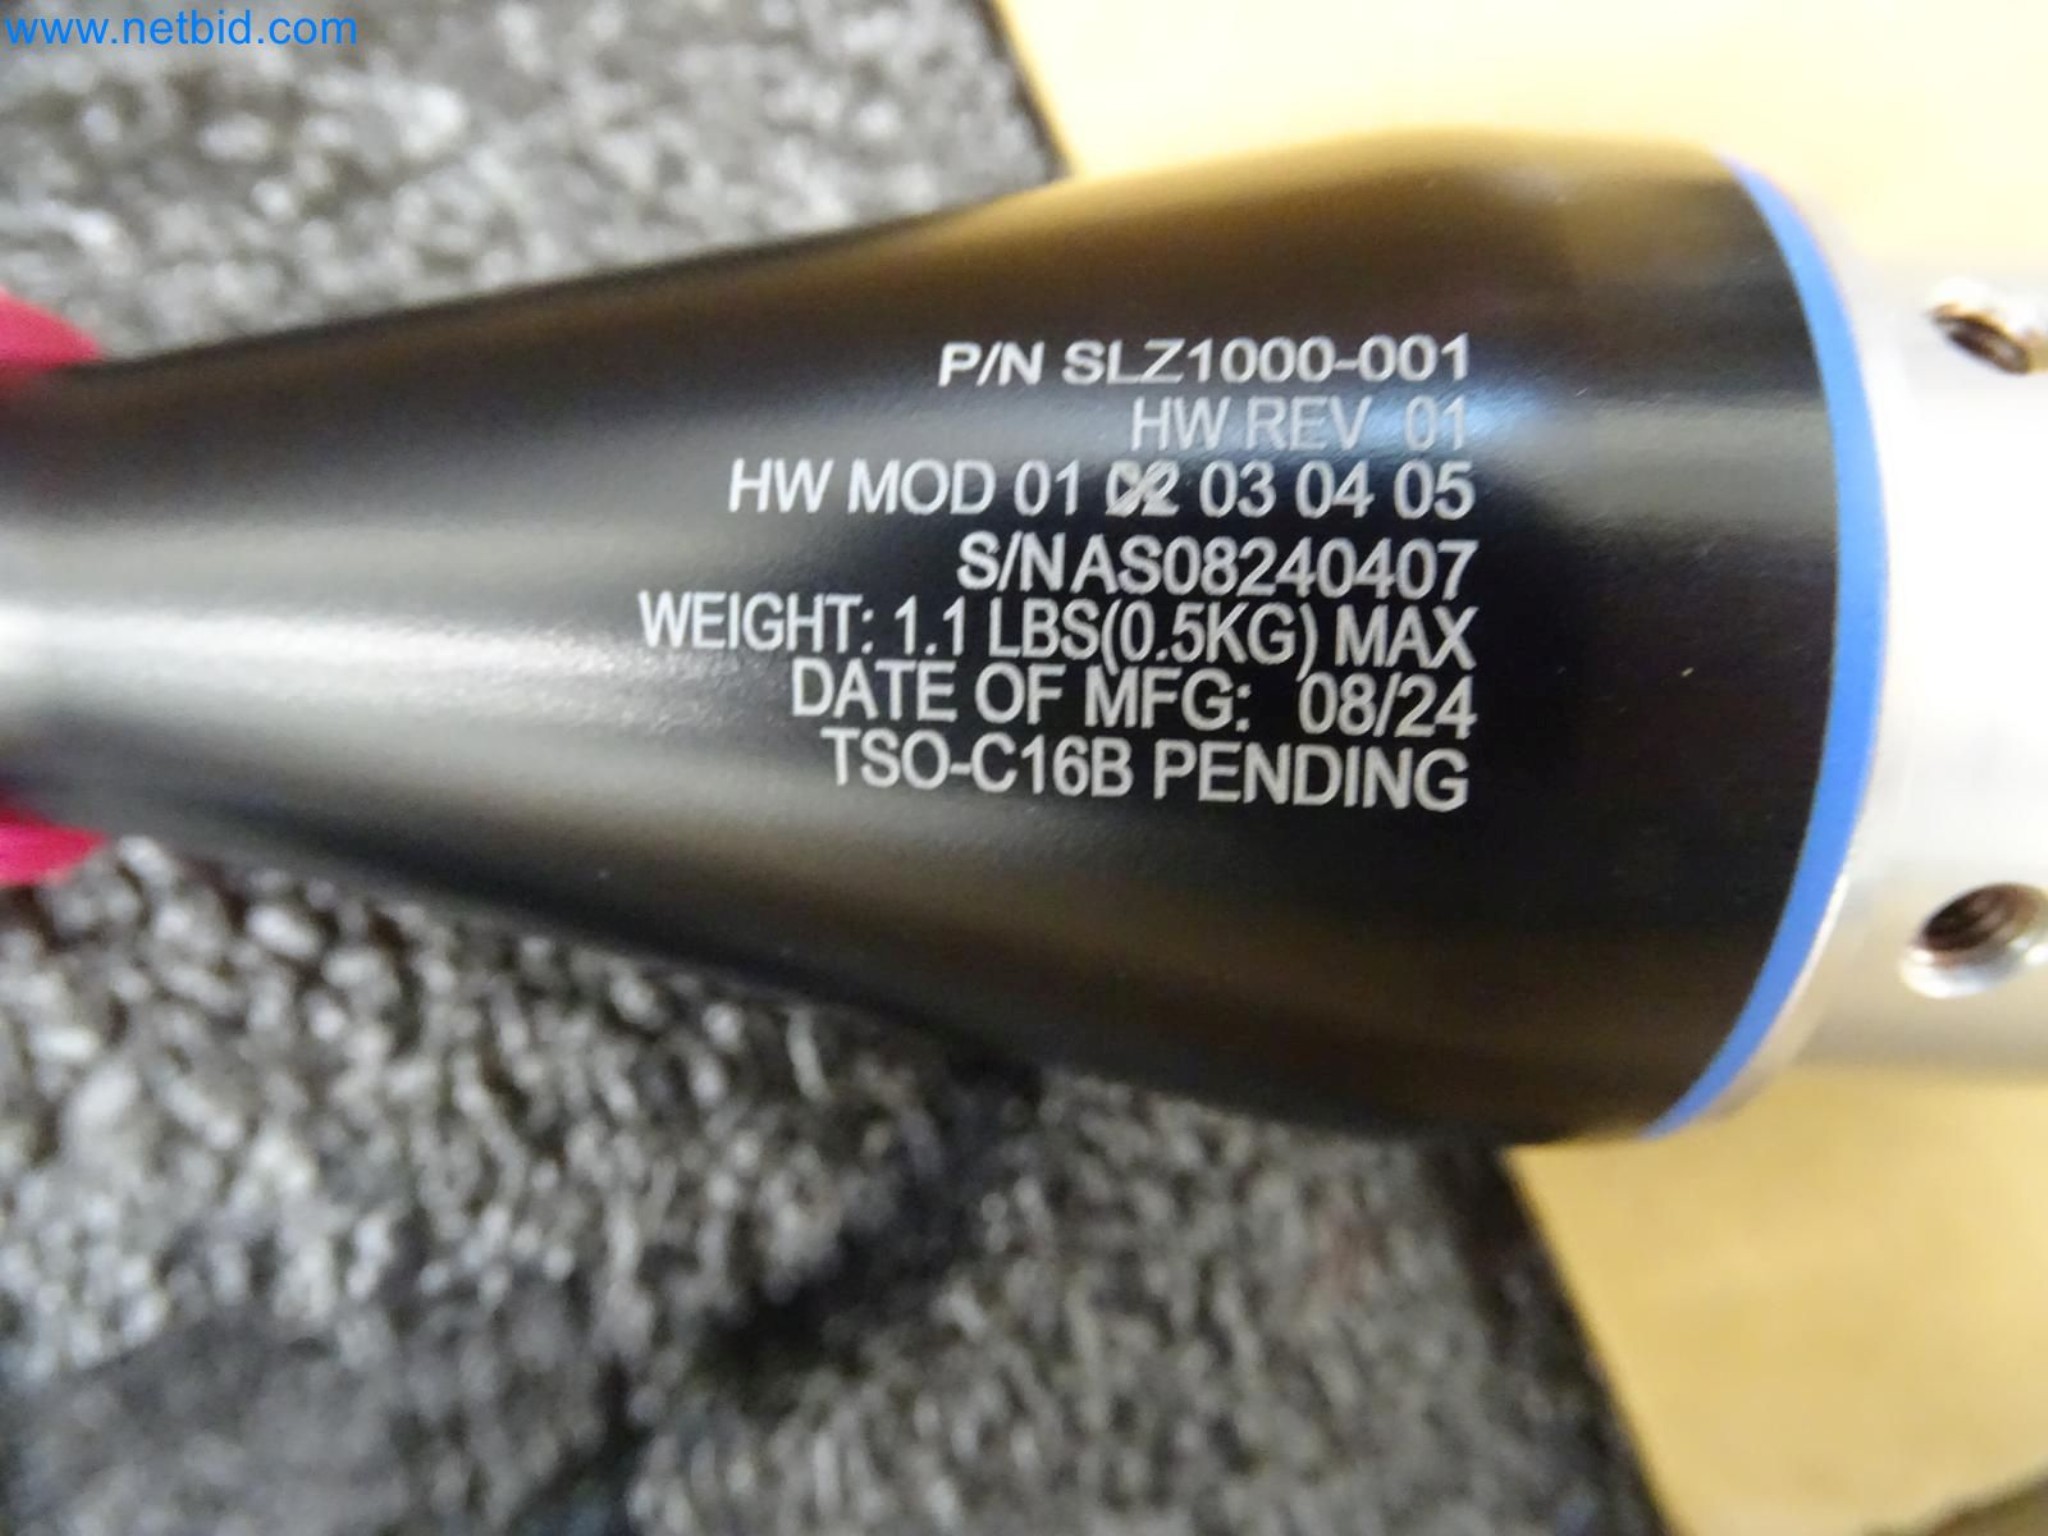 www.netbid.com
P/N SLZ1000-001
HW REV 01
HW MOD 01 02 03 04 05
S/N AS08240407
WEIGHT: 1.1 LBS(0.5KG) MAX
DATE OF MFG: 08/24
TSO-C16B PENDING